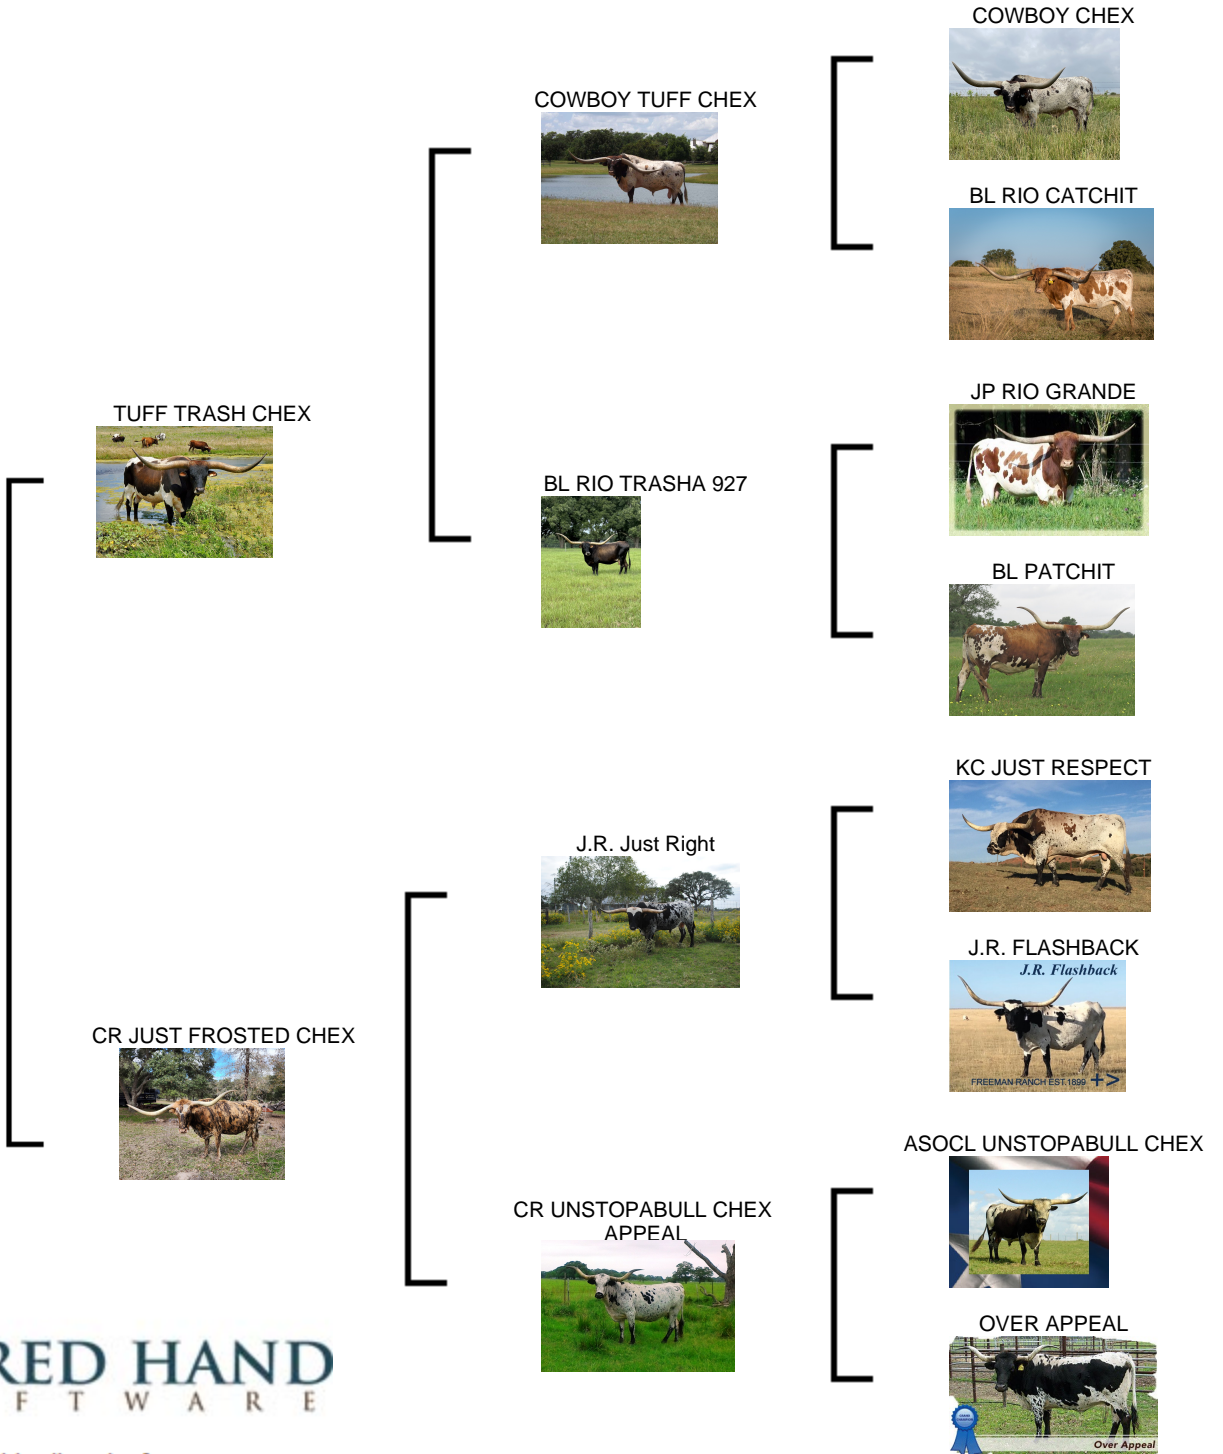 COWBOY CHEX
COWBOY TUFF CHEX
BL RIO CATCHIT
JP RIO GRANDE
TUFF TRASH CHEX
BL RIO TRASHA 927
BL PATCHIT
KC JUST RESPECT
J.R. Just Right
J.R. FLASHBACK
J.R. Flashback
FREEMAN RANCH EST.1899 +>
CR JUST FROSTED CHEX
ASOCL UNSTOPABULL CHEX
CR UNSTOPABULL CHEX
APPEAL
OVER APPEAL
Over Appeal
RED HAND
F T W A R E